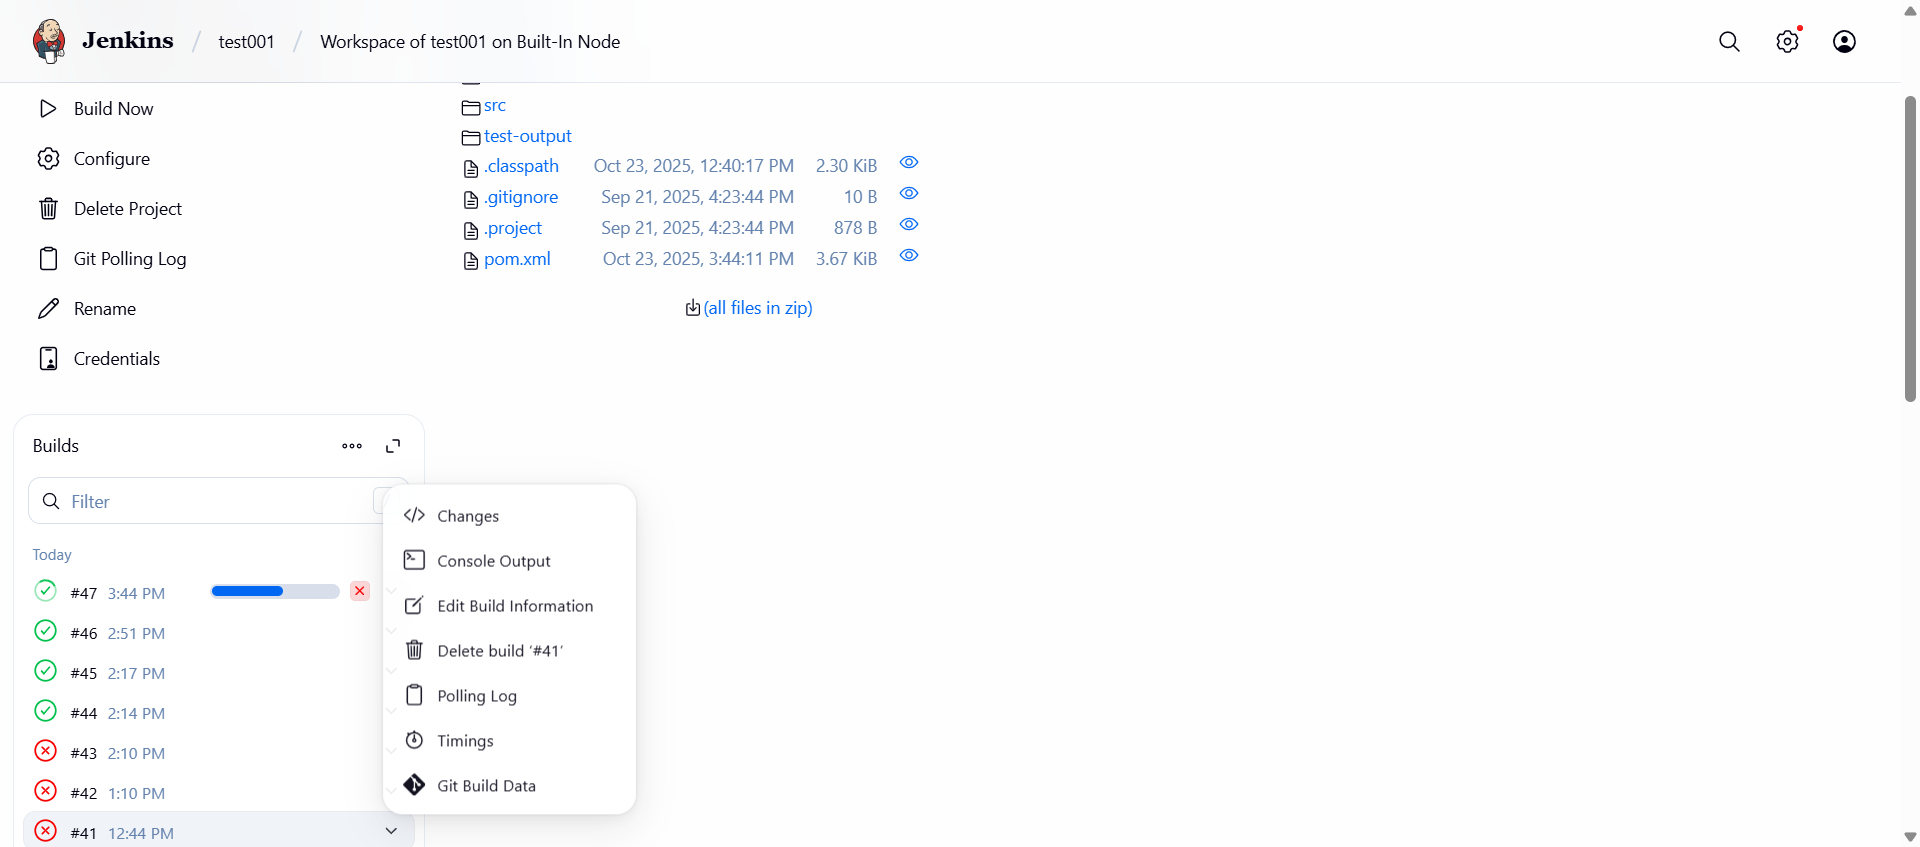 Jenkins / test001 / Workspace of test001 on Built-In Node
Build Now
Configure
Delete Project
Git Polling Log
Rename
Credentials
src
test-output
.classpath Oct 23, 2025, 12:40:17 PM 2.30 KiB
.gitignore Sep 21, 2025, 4:23:44 PM 10 B
.project Sep 21, 2025, 4:23:44 PM 878 B
pom.xml Oct 23, 2025, 3:44:11 PM 3.67 KiB
(all files in zip)
Builds
Filter
Today
#47 3:44 PM
#46 2:51 PM
#45 2:17 PM
#44 2:14 PM
#43 2:10 PM
#42 1:10 PM
#41 12:44 PM
Changes
Console Output
Edit Build Information
Delete build ‘#41’
Polling Log
Timings
Git Build Data